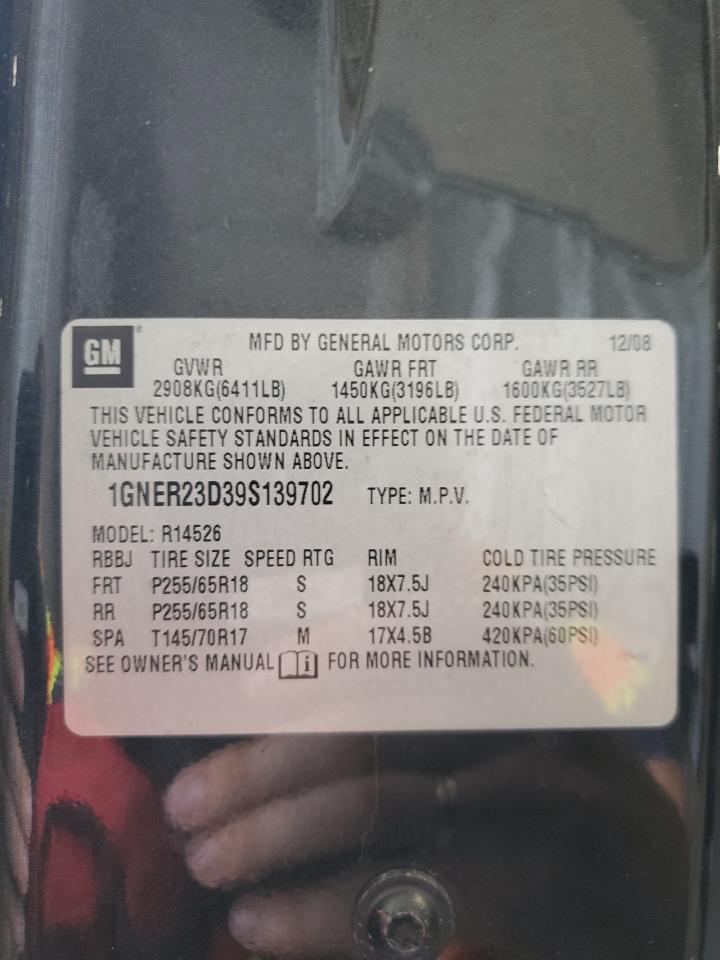 GM
MFD BY GENERAL MOTORS CORP. 12/08
GVWR GAWR FRT GAWR RR
2908KG(6411LB) 1450KG(3196LB) 1600KG(3527LB)
THIS VEHICLE CONFORMS TO ALL APPLICABLE U.S. FEDERAL MOTOR
VEHICLE SAFETY STANDARDS IN EFFECT ON THE DATE OF
MANUFACTURE SHOWN ABOVE.
1GNER23D39S139702 TYPE: M.P.V.
MODEL: R14526
RBBJ TIRE SIZE SPEED RTG RIM COLD TIRE PRESSURE
FRT P255/65R18 S 18X7.5J 240KPA(35PSI)
RR P255/65R18 S 18X7.5J 240KPA(35PSI)
SPA T145/70R17 M 17X4.5B 420KPA(60PSI)
SEE OWNER'S MANUAL i FOR MORE INFORMATION.